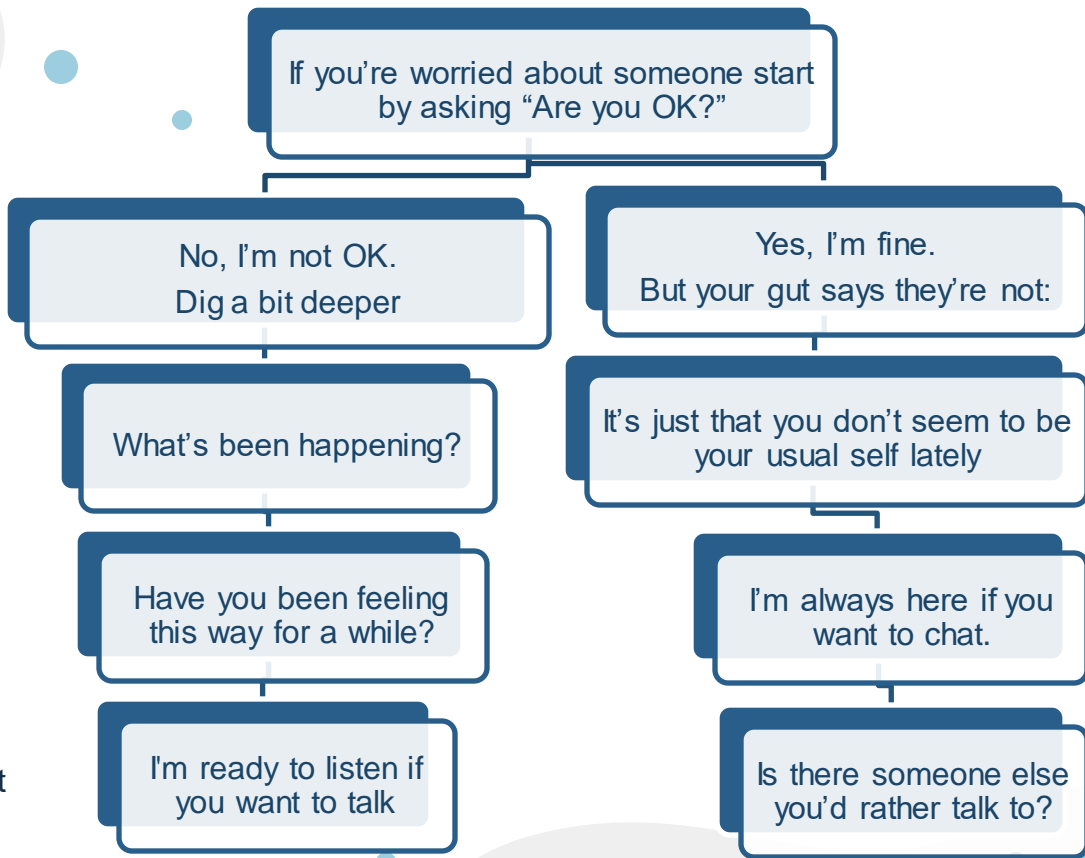 If you’re worried about someone start
by asking “Are you OK?”
No, I’m not OK.
Dig a bit deeper
What’s been happening?
Have you been feeling
this way for a while?
I'm ready to listen if
you want to talk
Yes, I’m fine.
But your gut says they’re not:
It’s just that you don’t seem to be
your usual self lately
I’m always here if you
want to chat.
Is there someone else
you’d rather talk to?